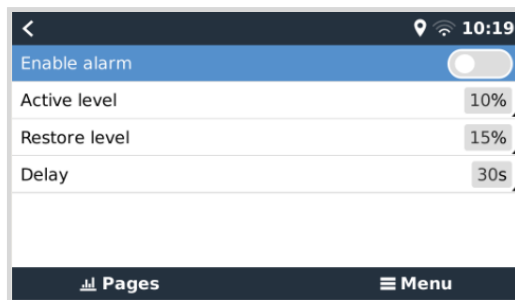 10:19
Enable alarm
Active level 10%
Restore level 15%
Delay 30s
Pages Menu